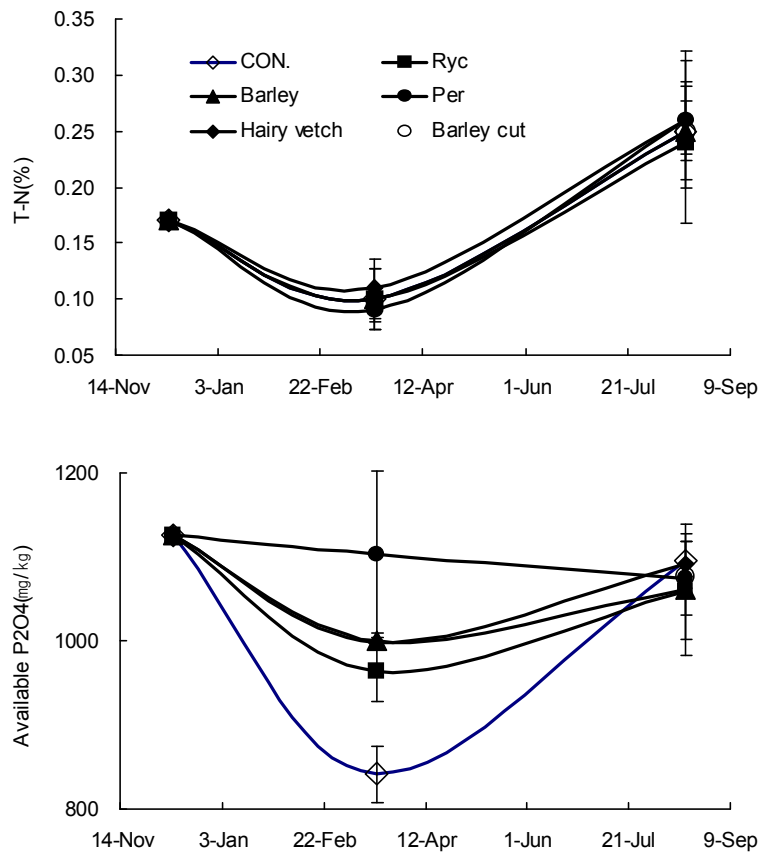 0.35
0.30
0.25
0.20
0.15
0.10
0.05
T-N(%)
CON. Ryc
Barley Per
Hairy vetch Barley cut
14-Nov 3-Jan 22-Feb 12-Apr 1-Jun 21-Jul 9-Sep
1200
1000
800
Available P2O4(mg/kg)
14-Nov 3-Jan 22-Feb 12-Apr 1-Jun 21-Jul 9-Sep